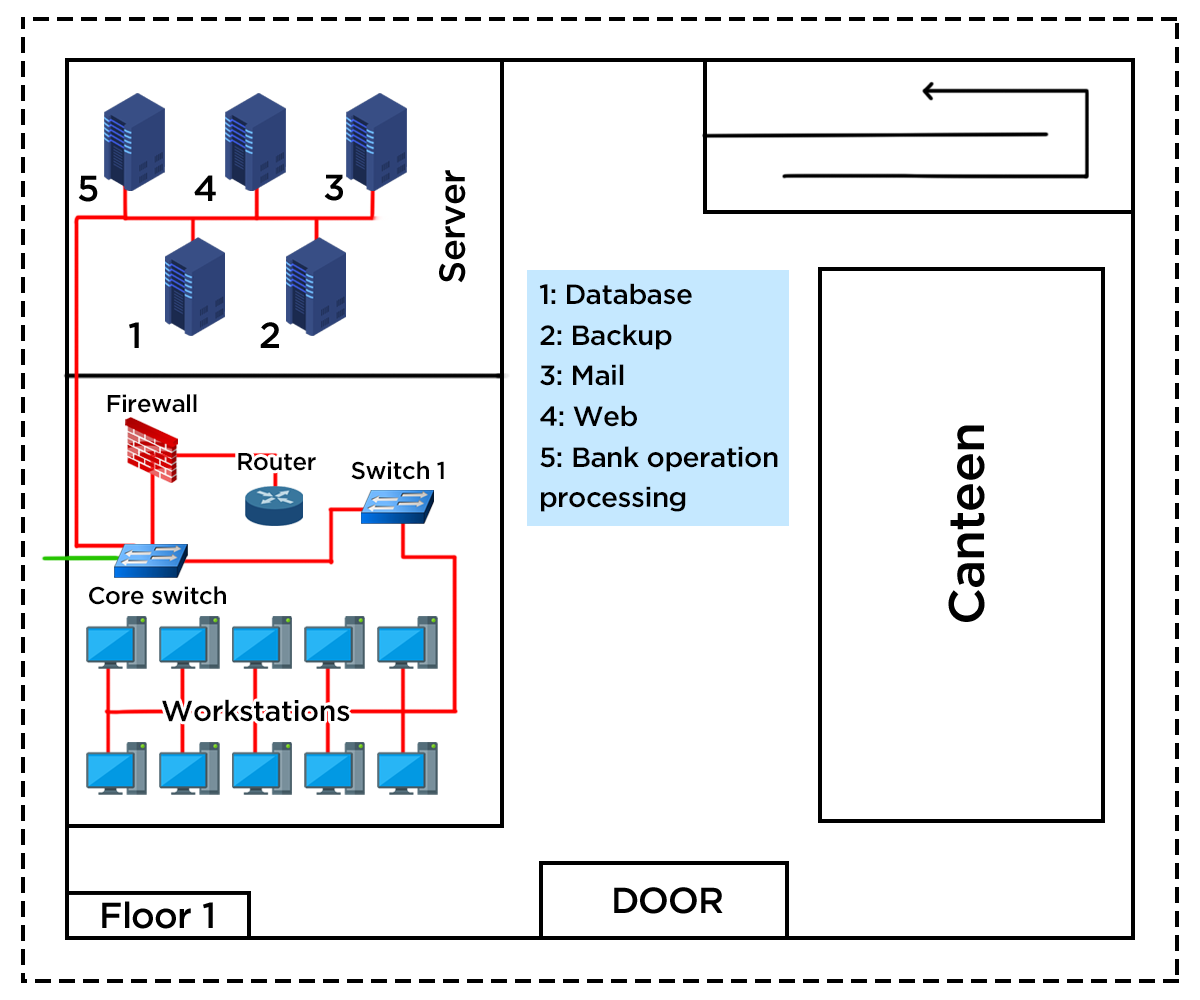 5
4
3
Server
1
2
1: Database
2: Backup
3: Mail
4: Web
5: Bank operation
processing
Firewall
Router
Switch 1
Core switch
Workstations
Canteen
Floor 1
DOOR